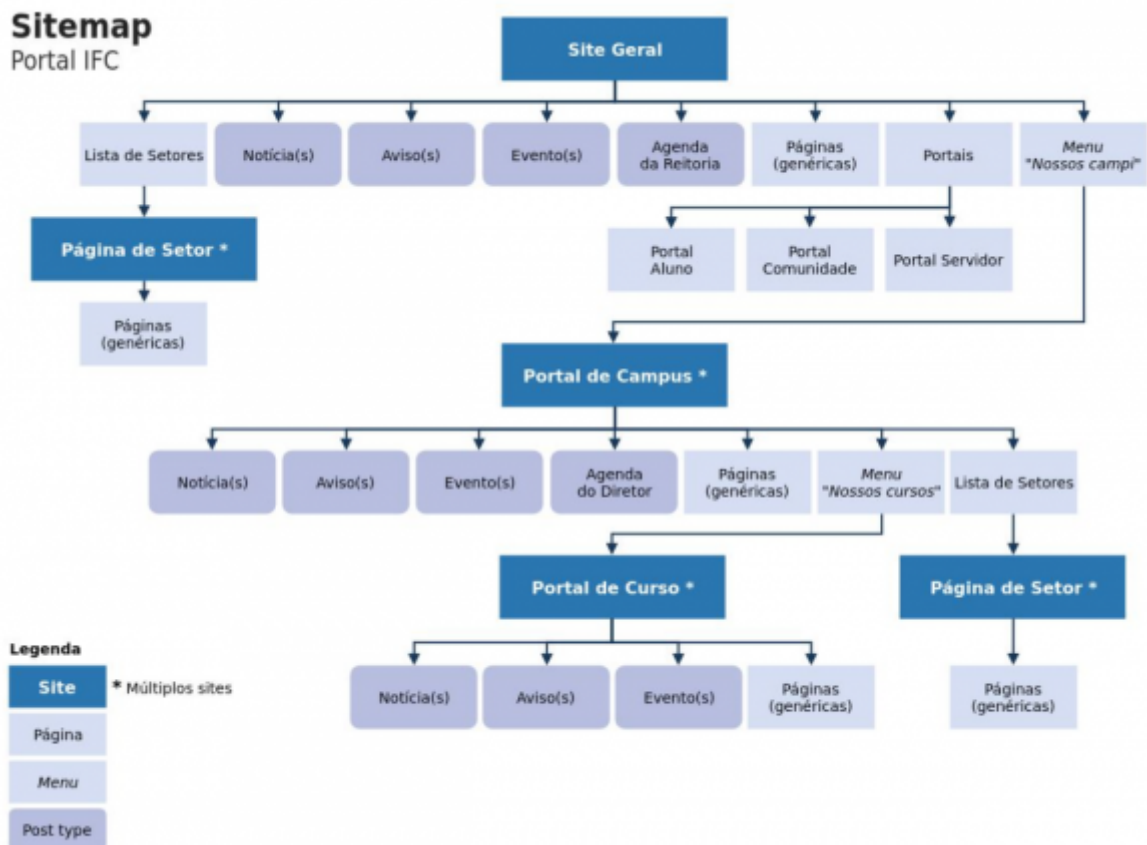 Sitemap
Portal IFC
Site Geral
Lista de Setores
Notícia(s)
Aviso(s)
Evento(s)
Agenda
da Reitoria
Páginas
(genéricas)
Portais
Menu
"Nossos campi"
Página de Setor *
Portal
Aluno
Portal
Comunidade
Portal Servidor
Páginas
(genéricas)
Portal de Campus *
Notícia(s)
Aviso(s)
Evento(s)
Agenda
do Diretor
Páginas
(genéricas)
Menu
"Nossos cursos"
Lista de Setores
Portal de Curso *
Página de Setor *
Notícia(s)
Aviso(s)
Evento(s)
Páginas
(genéricas)
Páginas
(genéricas)
Legenda
Site
* Múltiplos sites
Página
Menu
Post type